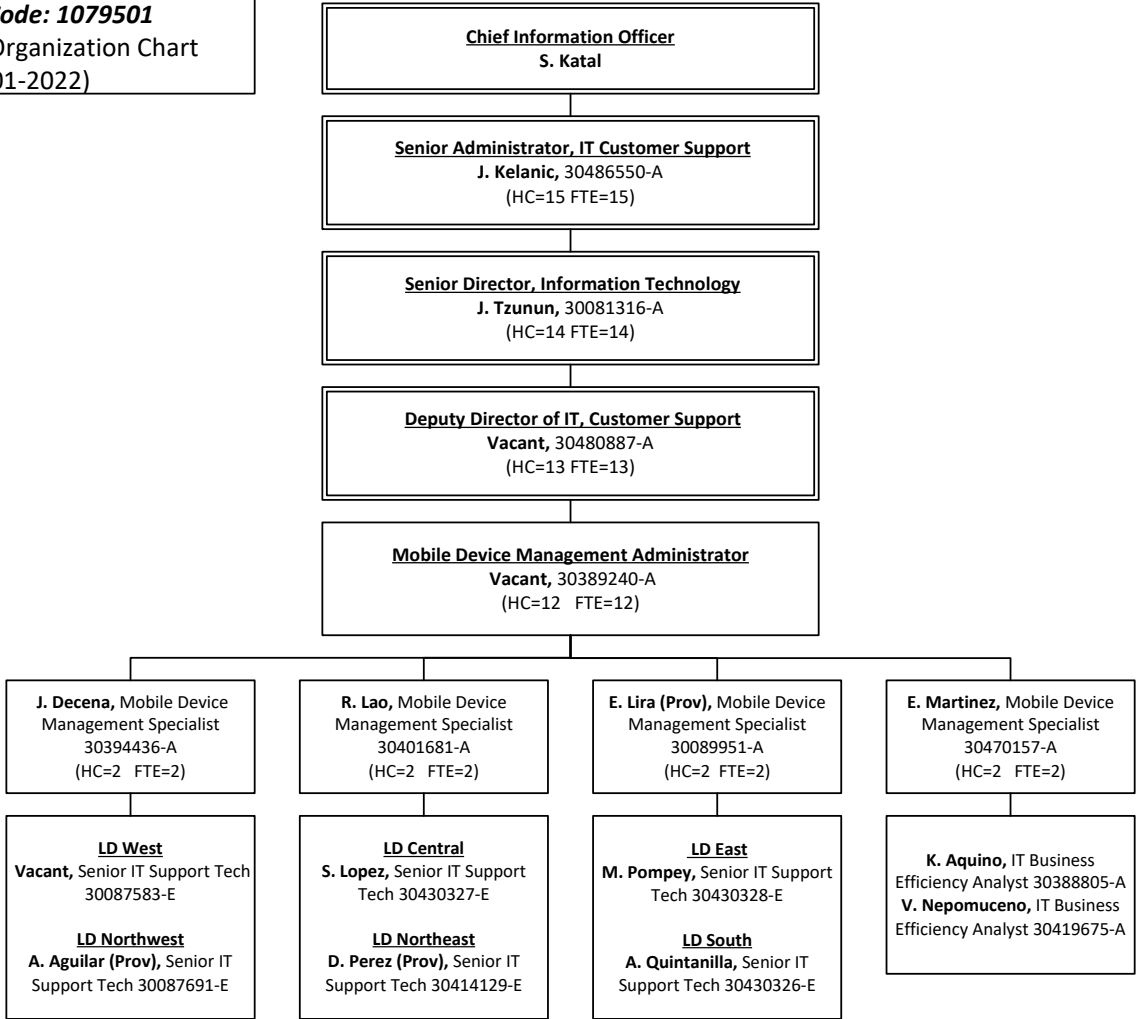 ode: 1079501
Organization Chart
01-2022)
Chief Information Officer
S. Katal
Senior Administrator, IT Customer Support
J. Kelanic, 30486550-A
(HC=15 FTE=15)
Senior Director, Information Technology
J. Tzunun, 30081316-A
(HC=14 FTE=14)
Deputy Director of IT, Customer Support
Vacant, 30480887-A
(HC=13 FTE=13)
Mobile Device Management Administrator
Vacant, 30389240-A
(HC=12 FTE=12)
J. Decena, Mobile Device
Management Specialist
30394436-A
(HC=2 FTE=2)
R. Lao, Mobile Device
Management Specialist
30401681-A
(HC=2 FTE=2)
E. Lira (Prov), Mobile Device
Management Specialist
30089951-A
(HC=2 FTE=2)
E. Martinez, Mobile Device
Management Specialist
30470157-A
(HC=2 FTE=2)
LD West
Vacant, Senior IT Support Tech
30087583-E
LD Northwest
A. Aguilar (Prov), Senior IT
Support Tech 30087691-E
LD Central
S. Lopez, Senior IT Support
Tech 30430327-E
LD Northeast
D. Perez (Prov), Senior IT
Support Tech 30414129-E
LD East
M. Pompey, Senior IT Support
Tech 30430328-E
LD South
A. Quintanilla, Senior IT
Support Tech 30430326-E
K. Aquino, IT Business
Efficiency Analyst 30388805-A
V. Nepomuceno, IT Business
Efficiency Analyst 30419675-A